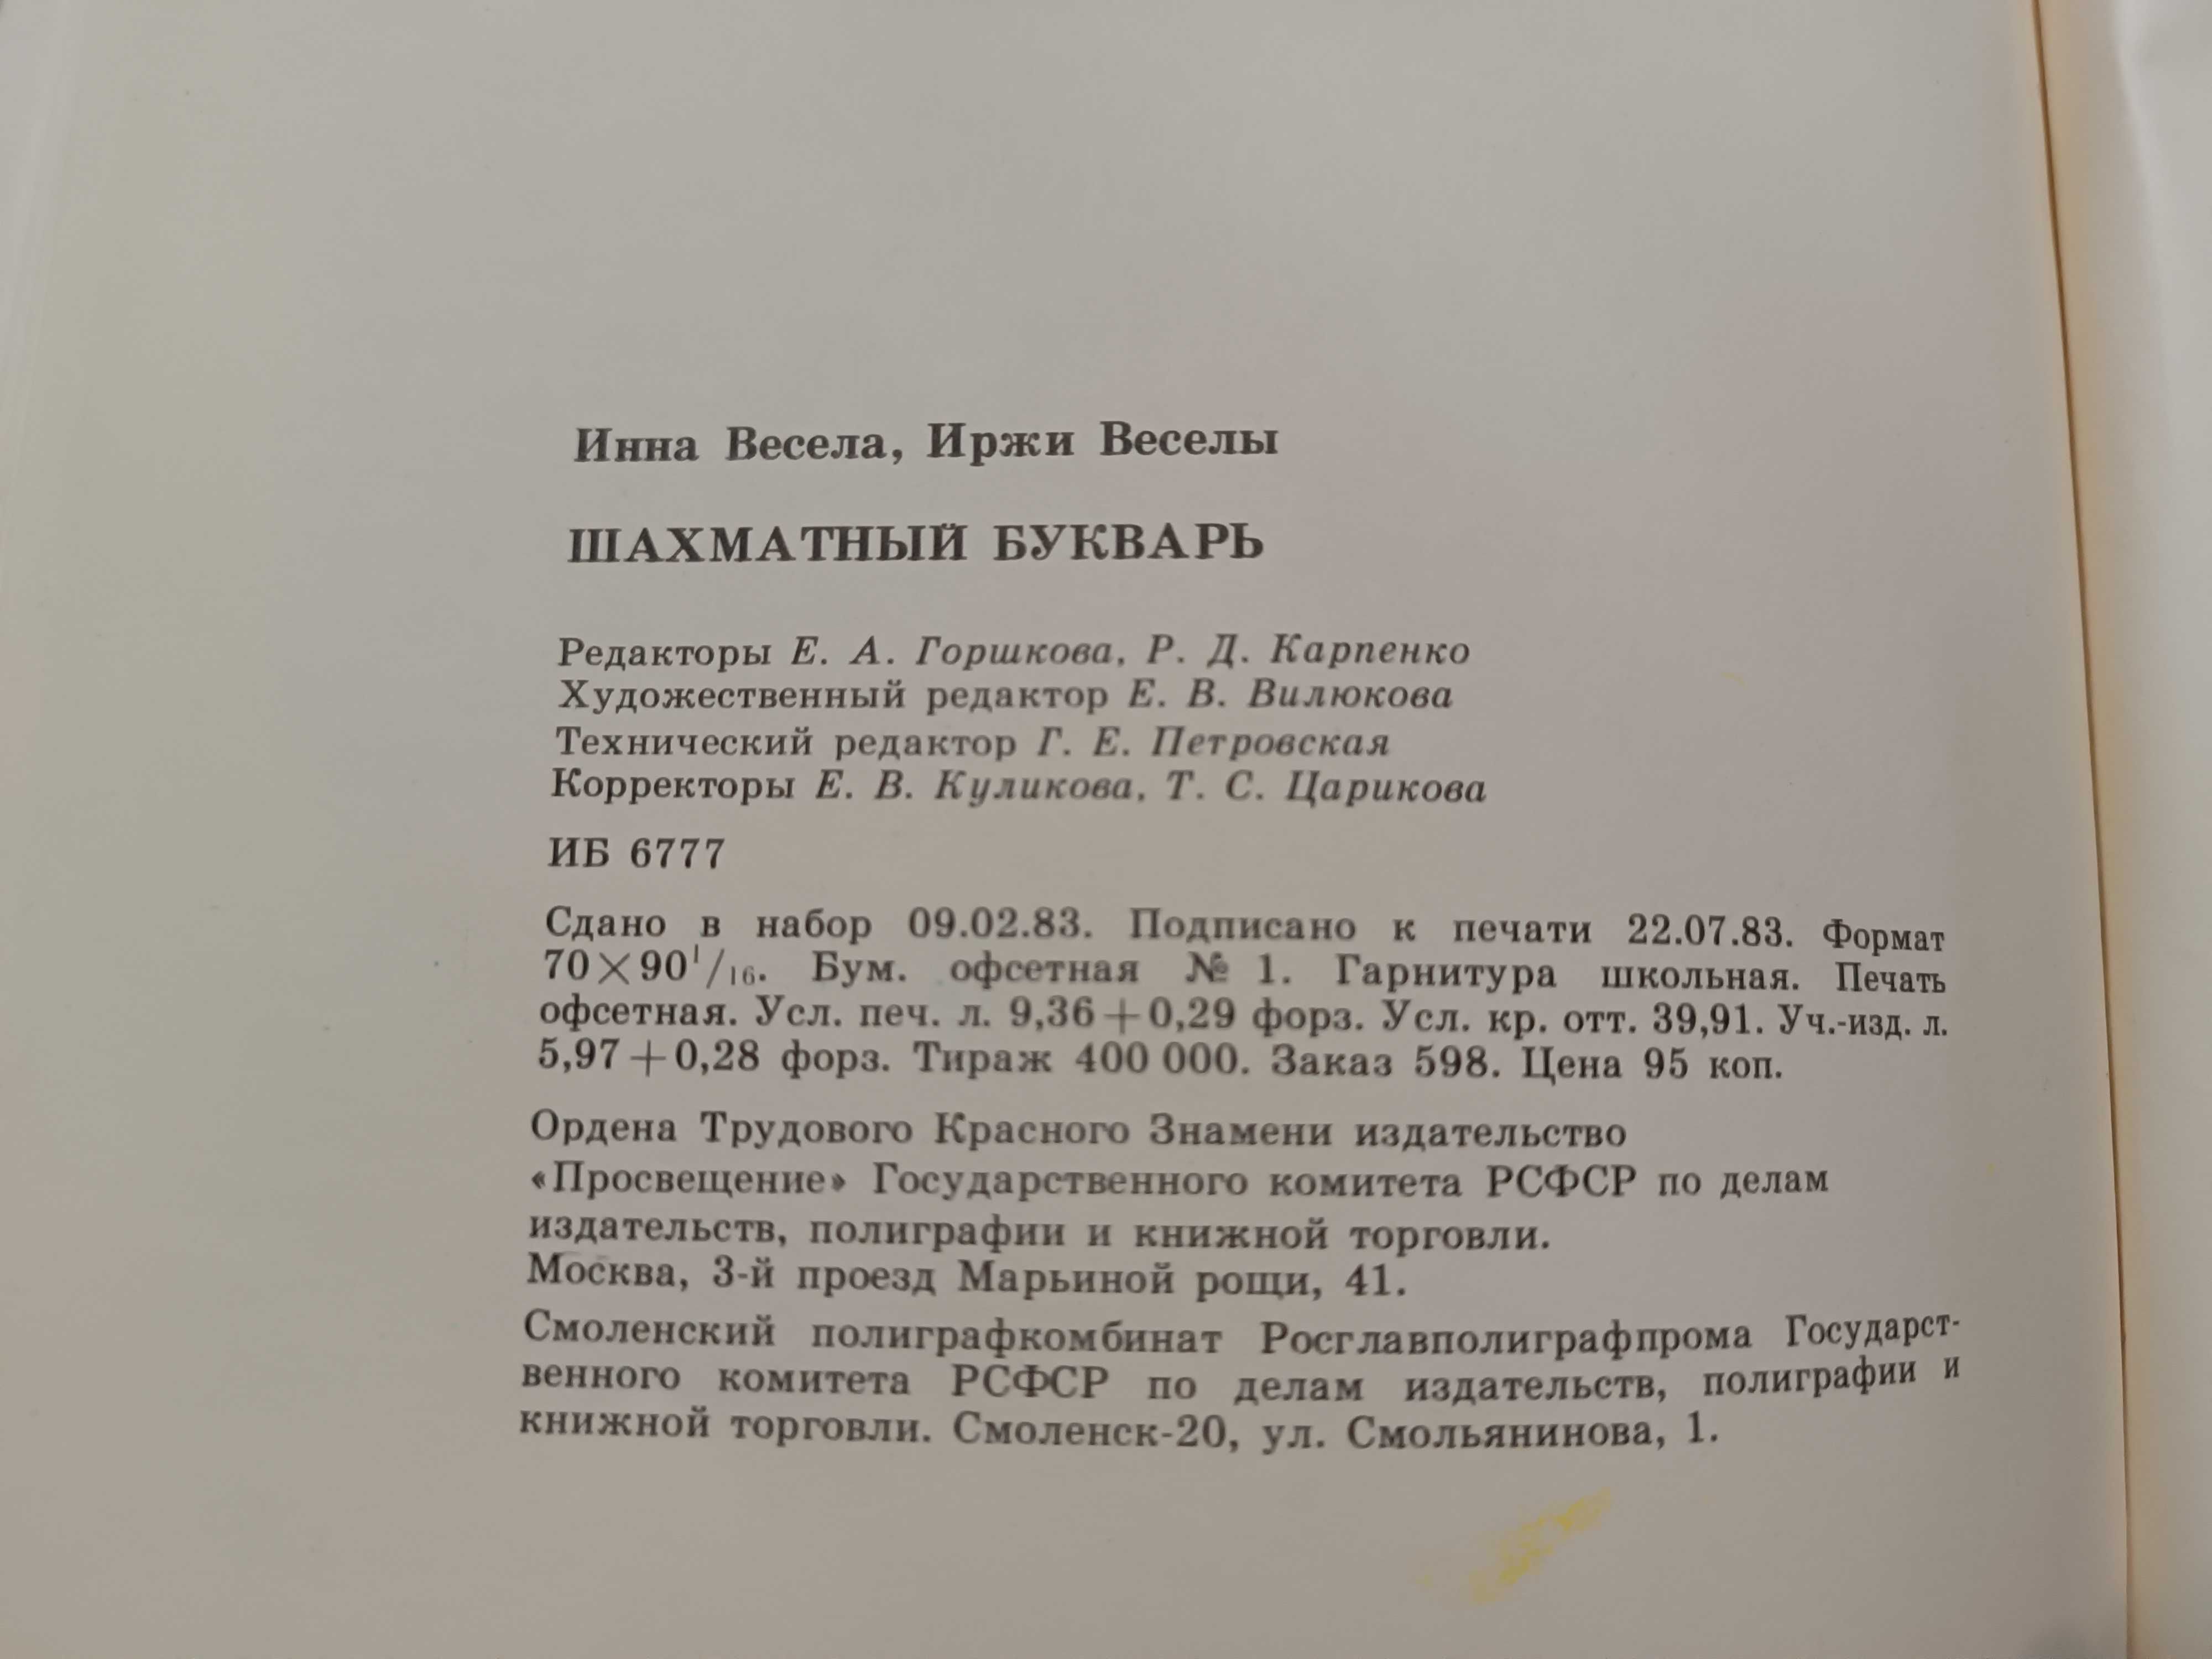 Инна Весела, Иржи Веселы
ШАХМАТНЫЙ БУКВАРЬ
Редакторы Е. А. Горшкова, Р. Д. Карпенко
Художественный редактор Е. В. Вилюкова
Технический редактор Г. Е. Петровская
Корректоры Е. В. Куликова, Т. С. Царикова
ИБ 6777
Сдано в набор 09.02.83. Подписано к печати 22.07.83. Формат
70×90¹/₁₆. Бум. офсетная № 1. Гарнитура школьная. Печать
офсетная. Усл. печ. л. 9,36+0,29 форз. Усл. кр. отт. 39,91. Уч.-изд. л.
5,97+0,28 форз. Тираж 400 000. Заказ 598. Цена 95 коп.
Ордена Трудового Красного Знамени издательство
«Просвещение» Государственного комитета РСФСР по делам
издательств, полиграфии и книжной торговли.
Москва, 3-й проезд Марьиной рощи, 41.
Смоленский полиграфкомбинат Росглавполиграфпрома Государст-
венного комитета РСФСР по делам издательств, полиграфии и
книжной торговли. Смоленск-20, ул. Смольянинова, 1.